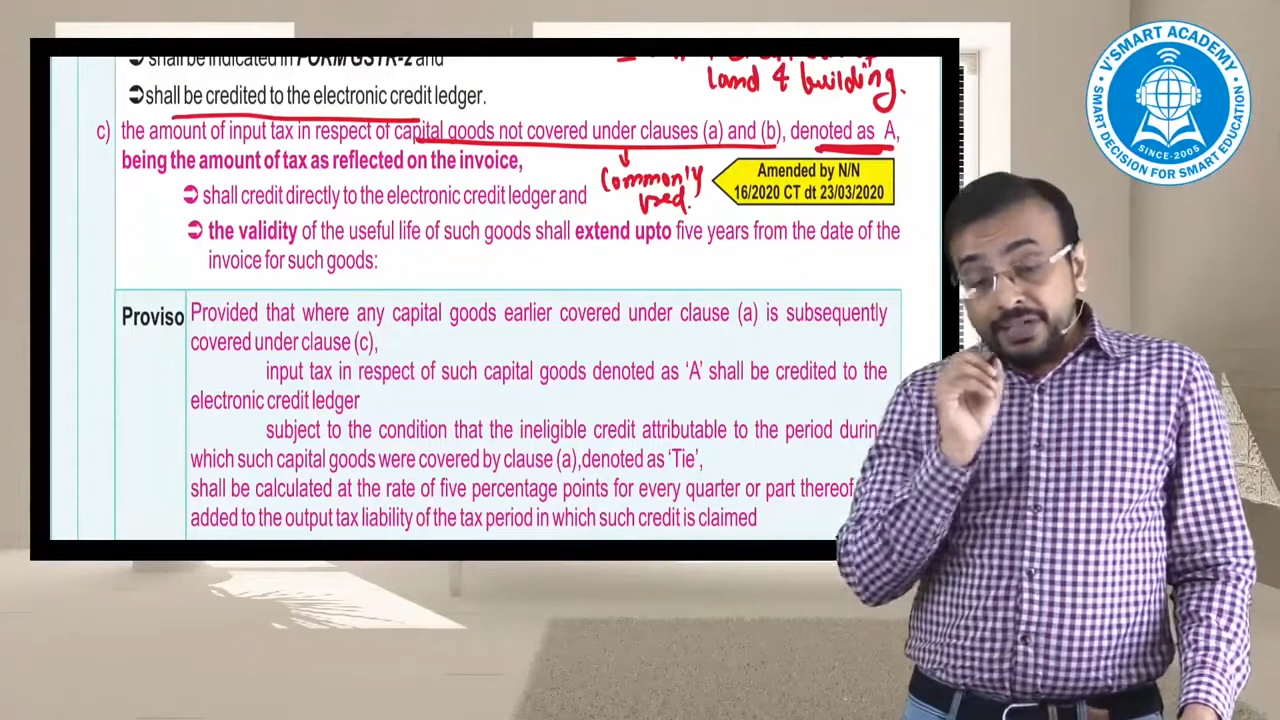 shall be indicated in FORM GSTR-2 and
land & building.
shall be credited to the electronic credit ledger.
c) the amount of input tax in respect of capital goods not covered under clauses (a) and (b), denoted as A,
being the amount of tax as reflected on the invoice,
Commonly
used.
Amended by N/N
16/2020 CT dt 23/03/2020
shall credit directly to the electronic credit ledger and
the validity of the useful life of such goods shall extend upto five years from the date of the
invoice for such goods:
Proviso
Provided that where any capital goods earlier covered under clause (a) is subsequently
covered under clause (c),
input tax in respect of such capital goods denoted as 'A' shall be credited to the
electronic credit ledger
subject to the condition that the ineligible credit attributable to the period durin
which such capital goods were covered by clause (a),denoted as 'Tie',
shall be calculated at the rate of five percentage points for every quarter or part thereof
added to the output tax liability of the tax period in which such credit is claimed
V'SMART ACADEMY
SINCE-2005
SMART DECISION FOR SMART EDUCATION